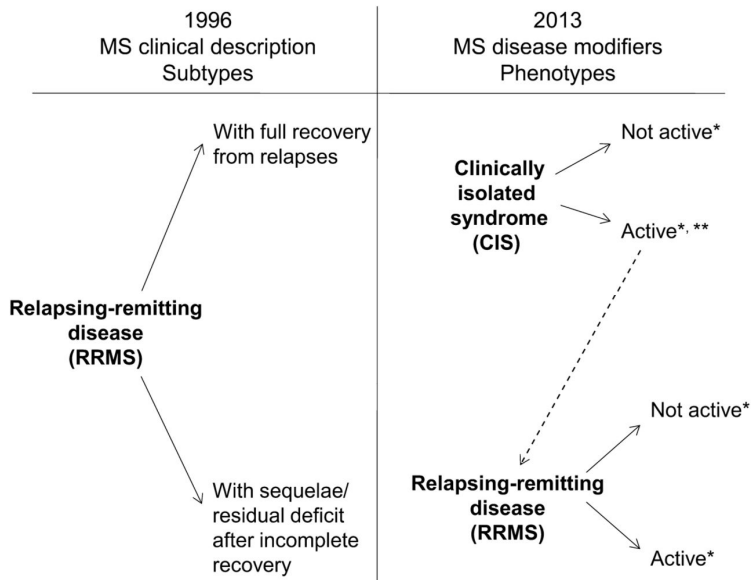 1996
MS clinical description
Subtypes
2013
MS disease modifiers
Phenotypes
With full recovery
from relapses
Relapsing-remitting
disease
(RRMS)
With sequelae/
residual deficit
after incomplete
recovery
Clinically
isolated
syndrome
(CIS)
Not active*
Active*, **
Relapsing-remitting
disease
(RRMS)
Not active*
Active*